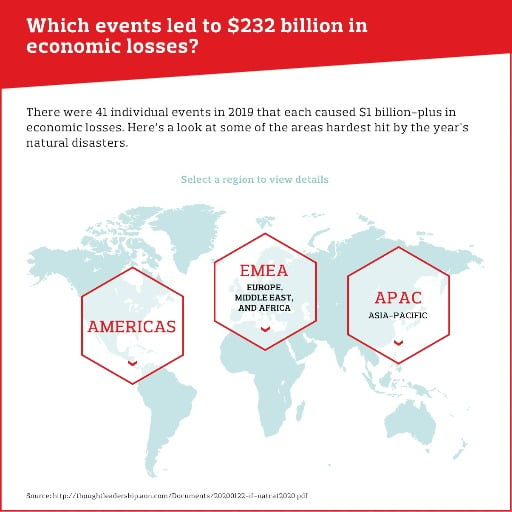 Which events led to $232 billion in
economic losses?
There were 41 individual events in 2019 that each caused $1 billion-plus in
economic losses. Here's a look at some of the areas hardest hit by the year's
natural disasters.
Select a region to view details
EMEA
EUROPE,
MIDDLE EAST,
AND AFRICA
AMERICAS
APAC
ASIA-PACIFIC
Source: http://thoughtleadership.aon.com/Documents/20200122-if-natcat2020.pdf